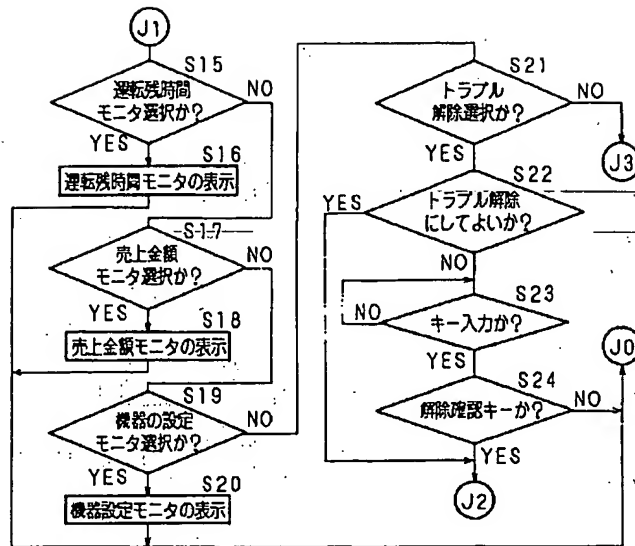 J1
S15
運転残時間
モニタ選択か?
NO
YES
S16
運転残時間モニタの表示
S17
売上金額
モニタ選択か?
NO
YES
S18
売上金額モニタの表示
S19
機器の設定
モニタ選択か?
NO
YES
S20
機器設定モニタの表示
S21
トラブル
解除選択か?
NO
J3
YES
S22
トラブル解除
にしてよいか?
YES
NO
S23
キー入力か?
NO
YES
J0
S24
解除確認キーか?
NO
YES
J2